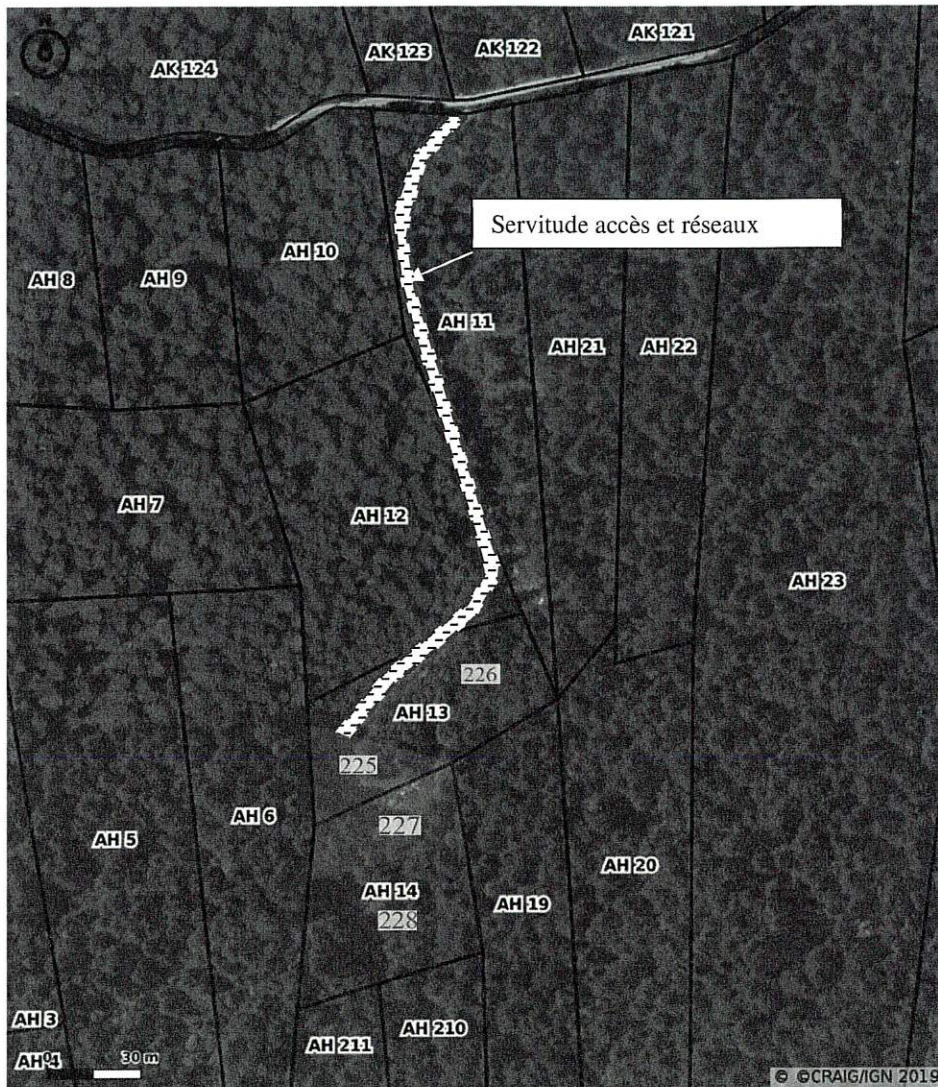 N
AK 121
AK 122
AK 123
AK 124
Servitude accès et réseaux
AH 10
AH 8
AH 9
AH 11
AH 21
AH 22
AH 7
AH 12
AH 23
226
AH 13
225
AH 6
227
AH 5
AH 20
AH 14
AH 19
228
AH 3
AH 210
AH 211
AH 4
0
30 m
© ©CRAIG/IGN 2019